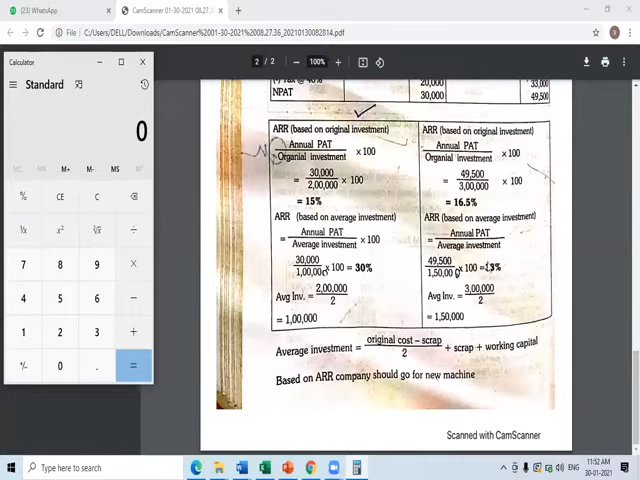 (23) WhatsApp
CamScanner 01-30-2021 08.27.36
File
C:/Users/DELL/Downloads/CamScanner%2001-30-2021%2008.27.36_20210130082814.pdf
2 / 2
100%
Calculator
Standard
0
MC MR M+ M- MS
% CE C
7 8 9
4 5 6
1 2 3 +
+/- 0 . =
(-) Tax @ 40%
20,000
33,000
NPAT
30,000
49,500
ARR (based on original investment)
Annual PAT
Organial investment
× 100
= 30,000
2,00,000
× 100
= 15%
ARR (based on average investment)
= Annual PAT
Average investment
× 100
30,000
1,00,000
× 100 = 30%
Avg Inv. = 2,00,000
2
= 1,00,000
ARR (based on original investment)
Annual PAT
Organial investment
×100
= 49,500
3,00,000
× 100
= 16.5%
ARR (based on average investment)
= Annual PAT
Average investment
49,500
1,50,000
× 100 = 33%
Avg Inv. = 3,00,000
2
= 1,50,000
Average investment = original cost – scrap
2
+ scrap + working capital
Based on ARR company should go for new machine
Scanned with CamScanner
Type here to search
ENG
11:52 AM
30-01-2021